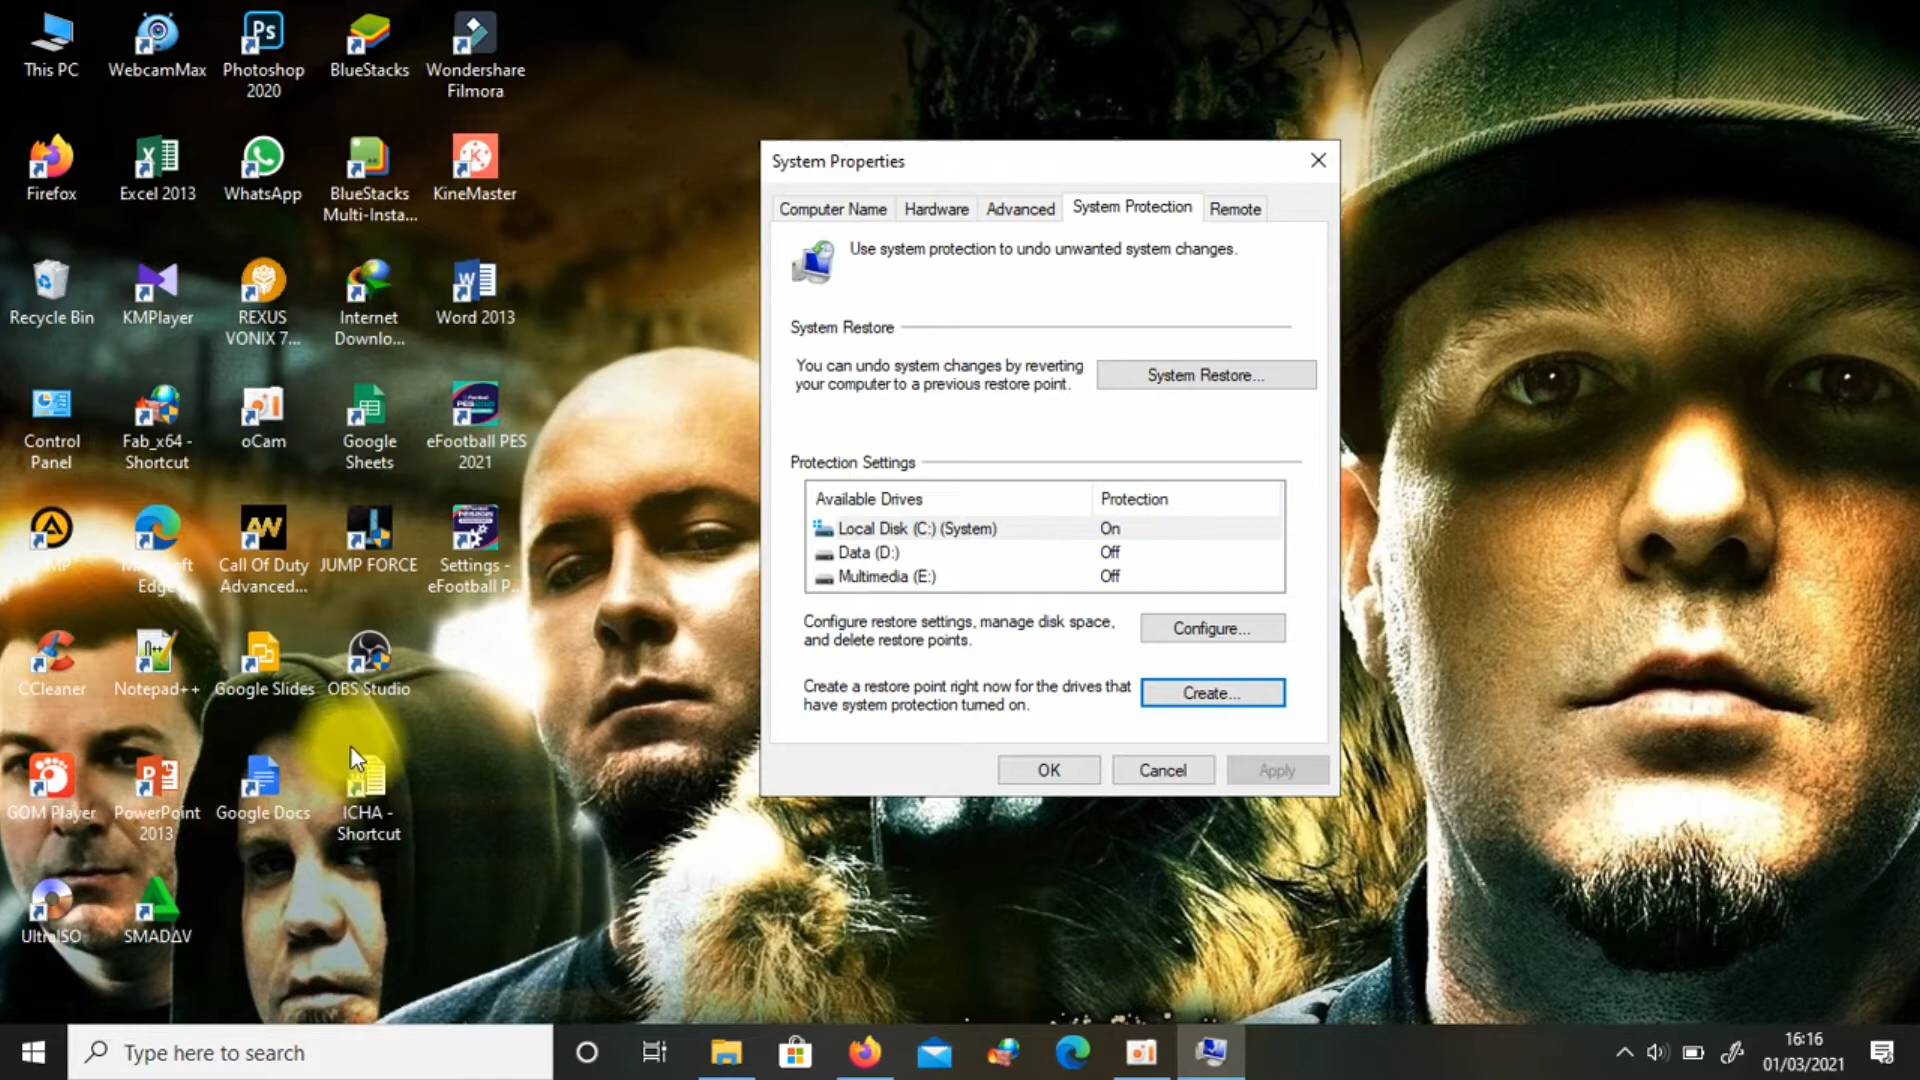 This PC
WebcamMax
Photoshop
2020
BlueStacks
Wondershare
Filmora
Firefox
Excel 2013
WhatsApp
BlueStacks
Multi-Insta...
KineMaster
Recycle Bin
KMPlayer
REXUS
VONIX 7...
Internet
Downlo...
Word 2013
Control
Panel
Fab_x64 -
Shortcut
oCam
Google
Sheets
eFootball PES
2021
Microsoft
Edge
Call Of Duty
Advanced...
JUMP FORCE
Settings -
eFootball P...
CCleaner
Notepad++
Google Slides
OBS Studio
GOM Player
PowerPoint
2013
Google Docs
ICHA -
Shortcut
UltraISO
SMADΔV
System Properties
Computer Name
Hardware
Advanced
System Protection
Remote
Use system protection to undo unwanted system changes.
System Restore
You can undo system changes by reverting
your computer to a previous restore point.
System Restore...
Protection Settings
Available Drives
Protection
Local Disk (C:) (System)
On
Data (D:)
Off
Multimedia (E:)
Off
Configure restore settings, manage disk space,
and delete restore points.
Configure...
Create a restore point right now for the drives that
have system protection turned on.
Create...
OK
Cancel
Apply
Type here to search
16:16
01/03/2021